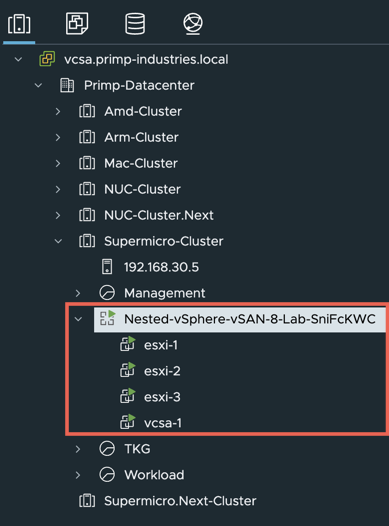 vcsa.primp-industries.local
Primp-Datacenter
Amd-Cluster
Arm-Cluster
Mac-Cluster
NUC-Cluster
NUC-Cluster.Next
Supermicro-Cluster
192.168.30.5
Management
Nested-vSphere-vSAN-8-Lab-SniFcKWC
esxi-1
esxi-2
esxi-3
vcsa-1
TKG
Workload
Supermicro.Next-Cluster